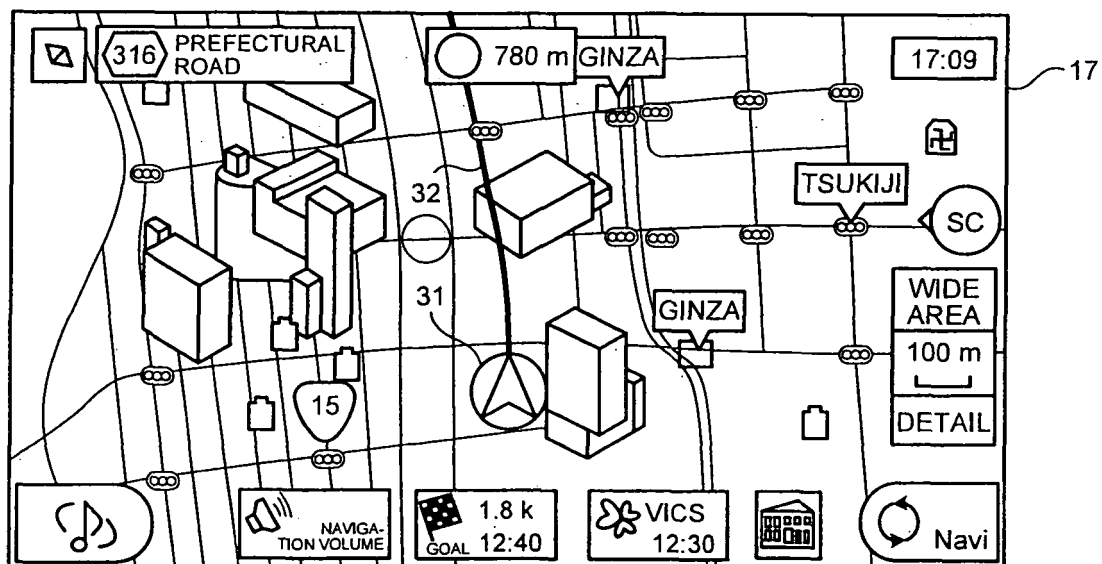 316
PREFECTURAL
ROAD
780 m
GINZA
17:09
17
32
TSUKIJI
SC
31
GINZA
WIDE
AREA
100 m
DETAIL
15
NAVIGA-
TION VOLUME
GOAL
1.8 k
12:40
VICS
12:30
Navi